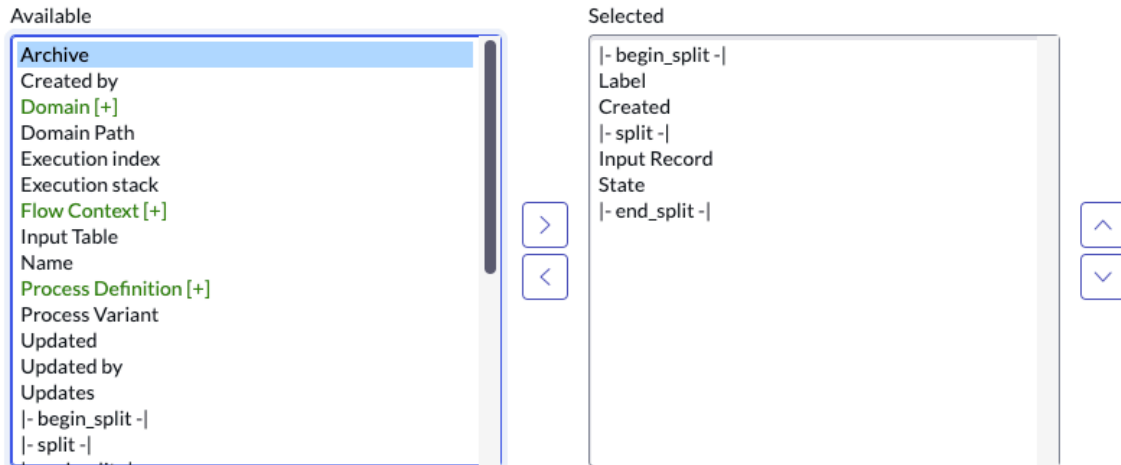 Available
Archive
Created by
Domain [+]
Domain Path
Execution index
Execution stack
Flow Context [+]
Input Table
Name
Process Definition [+]
Process Variant
Updated
Updated by
Updates
|- begin_split -|
|- split -|
Selected
|- begin_split -|
Label
Created
|- split -|
Input Record
State
|- end_split -|